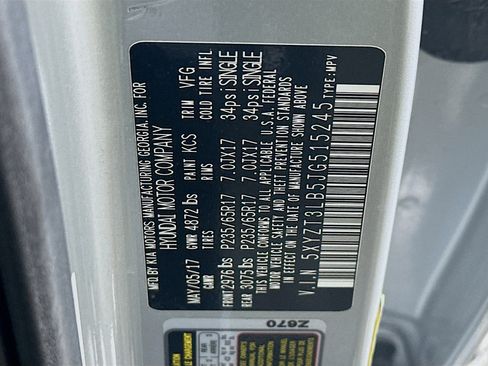 MFD BY KIA MOTORS MANUFACTURING GEORGIA, INC. FOR
HYUNDAI MOTOR COMPANY
MAY/05/17 GVWR 4872 lbs PAINT KCS TRIM VFG
GAWR TIRES RIMS COLD TIRE INFL
FRONT 2976 lbs P235/65R17 7.0JX17 34psi SINGLE
REAR 3075 lbs P235/65R17 7.0JX17 34psi SINGLE
THIS VEHICLE CONFORMS TO ALL APPLICABLE U.S.A. FEDERAL
MOTOR VEHICLE SAFETY/THEFT PREVENTION STANDARDS
IN EFFECT ON THE DATE OF MANUFACTURE SHOWN ABOVE
V.I.N 5XYZT3LB5JG515245 TYPE: MPV
Z670